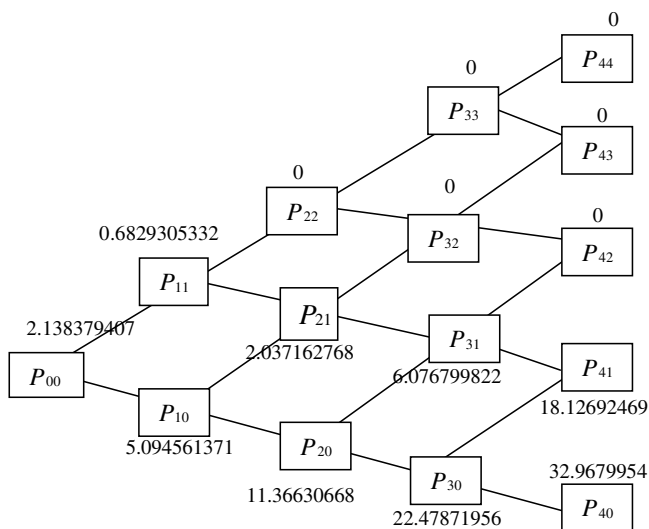 0
P₄₄
0
P₃₃
0
P₄₃
0
P₂₂
0
P₃₂
0
P₄₂
0.6829305332
P₁₁
2.138379407
P₂₁
2.037162768
P₃₁
6.076799822
P₀₀
P₄₁
18.12692469
P₁₀
5.094561371
P₂₀
11.36630668
P₃₀
22.47871956
32.9679954
P₄₀